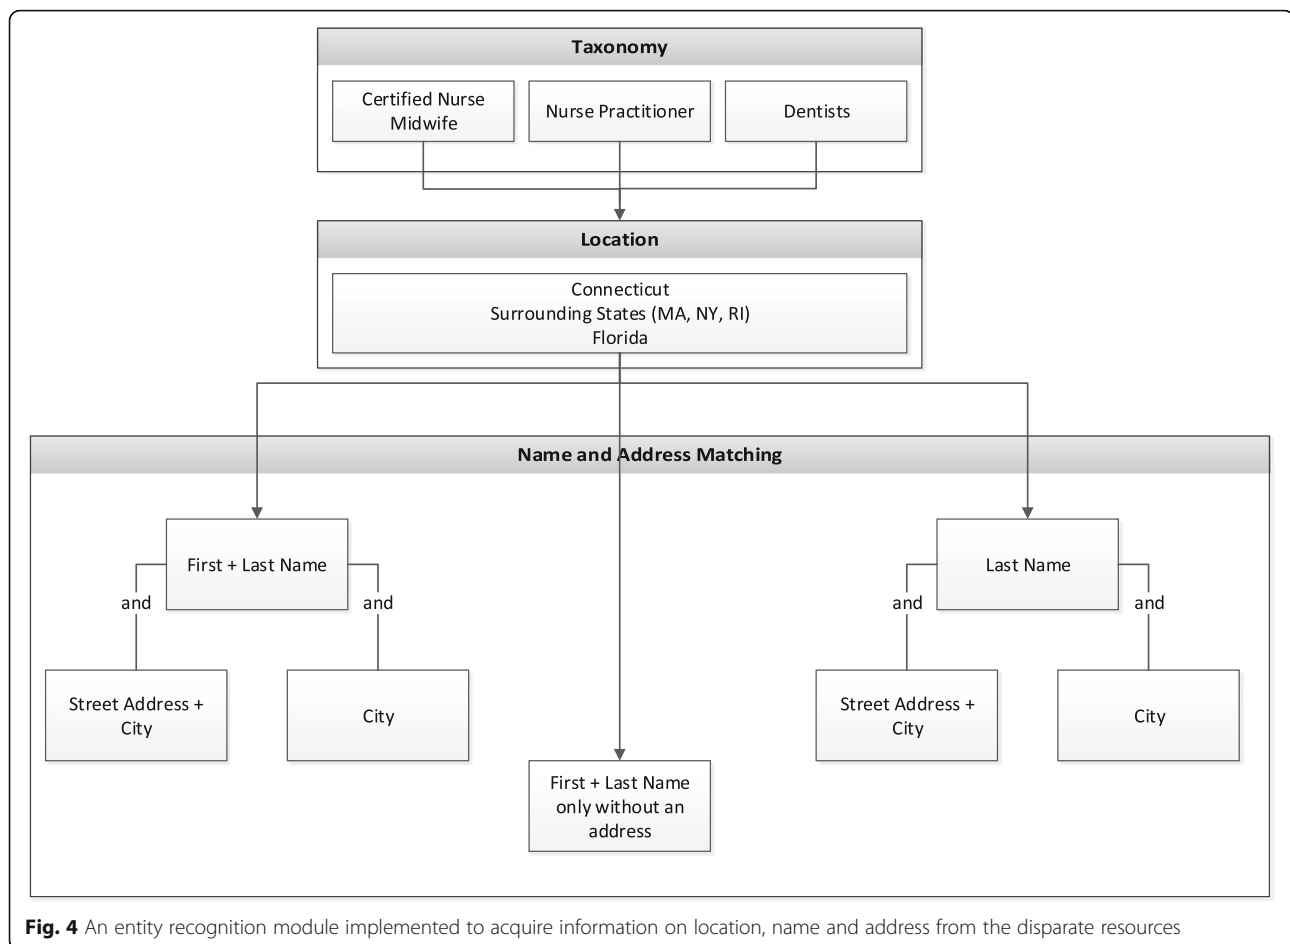 Taxonomy
Certified Nurse
Midwife
Nurse Practitioner
Dentists
Location
Connecticut
Surrounding States (MA, NY, RI)
Florida
Name and Address Matching
First + Last Name
Last Name
and
and
and
and
Street Address +
City
City
Street Address +
City
City
First + Last Name
only without an
address
Fig. 4 An entity recognition module implemented to acquire information on location, name and address from the disparate resources